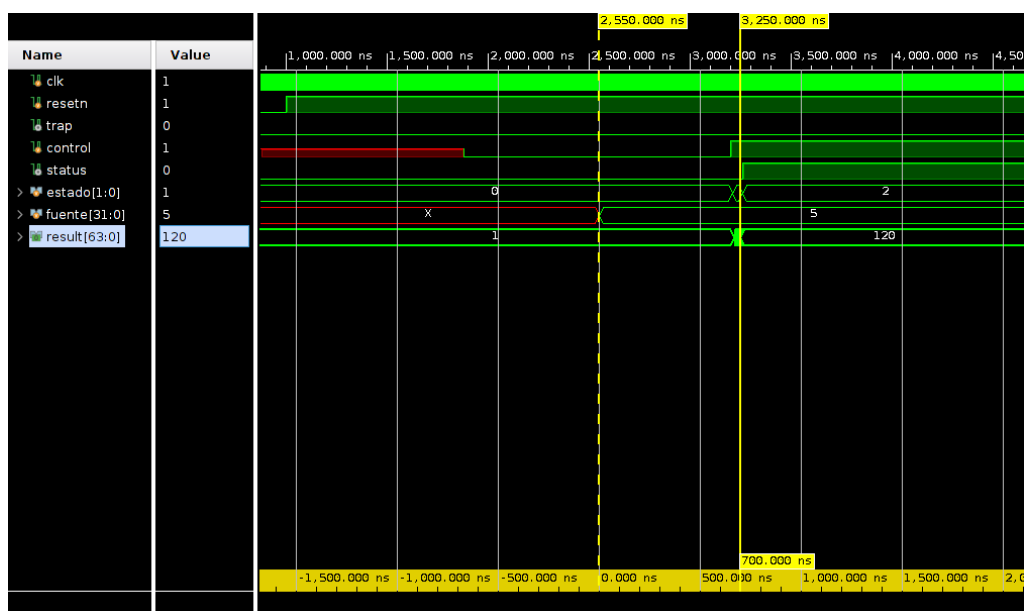 2,550.000 ns 3,250.000 ns
Name Value
1,000.000 ns 1,500.000 ns 2,000.000 ns 2,500.000 ns 3,000.000 ns 3,500.000 ns 4,000.000 ns 4,50
clk 1
resetn 1
trap 0
control 1
status 0
estado[1:0] 1 0 2
fuente[31:0] 5 X 5
result[63:0] 120 1 120
700.000 ns
-1,500.000 ns -1,000.000 ns -500.000 ns 0.000 ns 500.000 ns 1,000.000 ns 1,500.000 ns 2,0